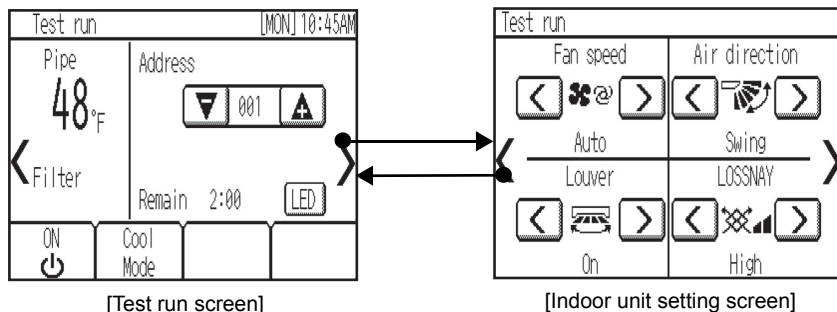 Test run [MON] 10:45AM
Pipe
48°F
Filter
Address
001
Remain 2:00 LED
ON
Cool
Mode
[Test run screen]
Test run
Fan speed Air direction
Auto Swing
Louver LOSSNAY
On High
[Indoor unit setting screen]